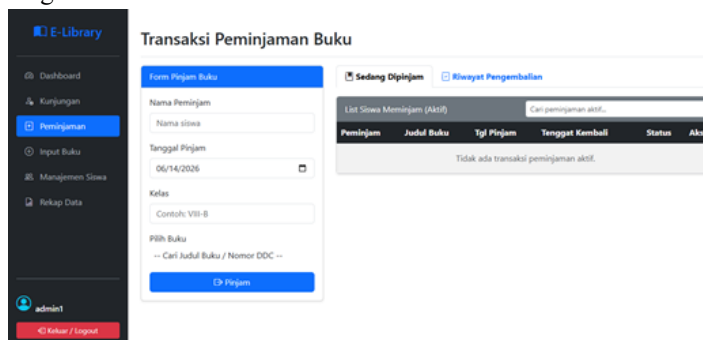 E-Library
Dashboard
Kunjungan
Peminjaman
Input Buku
Manajemen Siswa
Rekap Data
admin1
Keluar / Logout
Transaksi Peminjaman Buku
Form Pinjam Buku
Nama Peminjam
Nama siswa
Tanggal Pinjam
06/14/2026
Kelas
Contoh: VIII-B
Pilih Buku
-- Cari Judul Buku / Nomor DDC --
Pinjam
Sedang Dipinjam Riwayat Pengembalian
List Siswa Meminjam (Aktif) Cari peminjaman aktif...
Peminjam Judul Buku Tgl Pinjam Tenggat Kembali Status
Tidak ada transaksi peminjaman aktif.